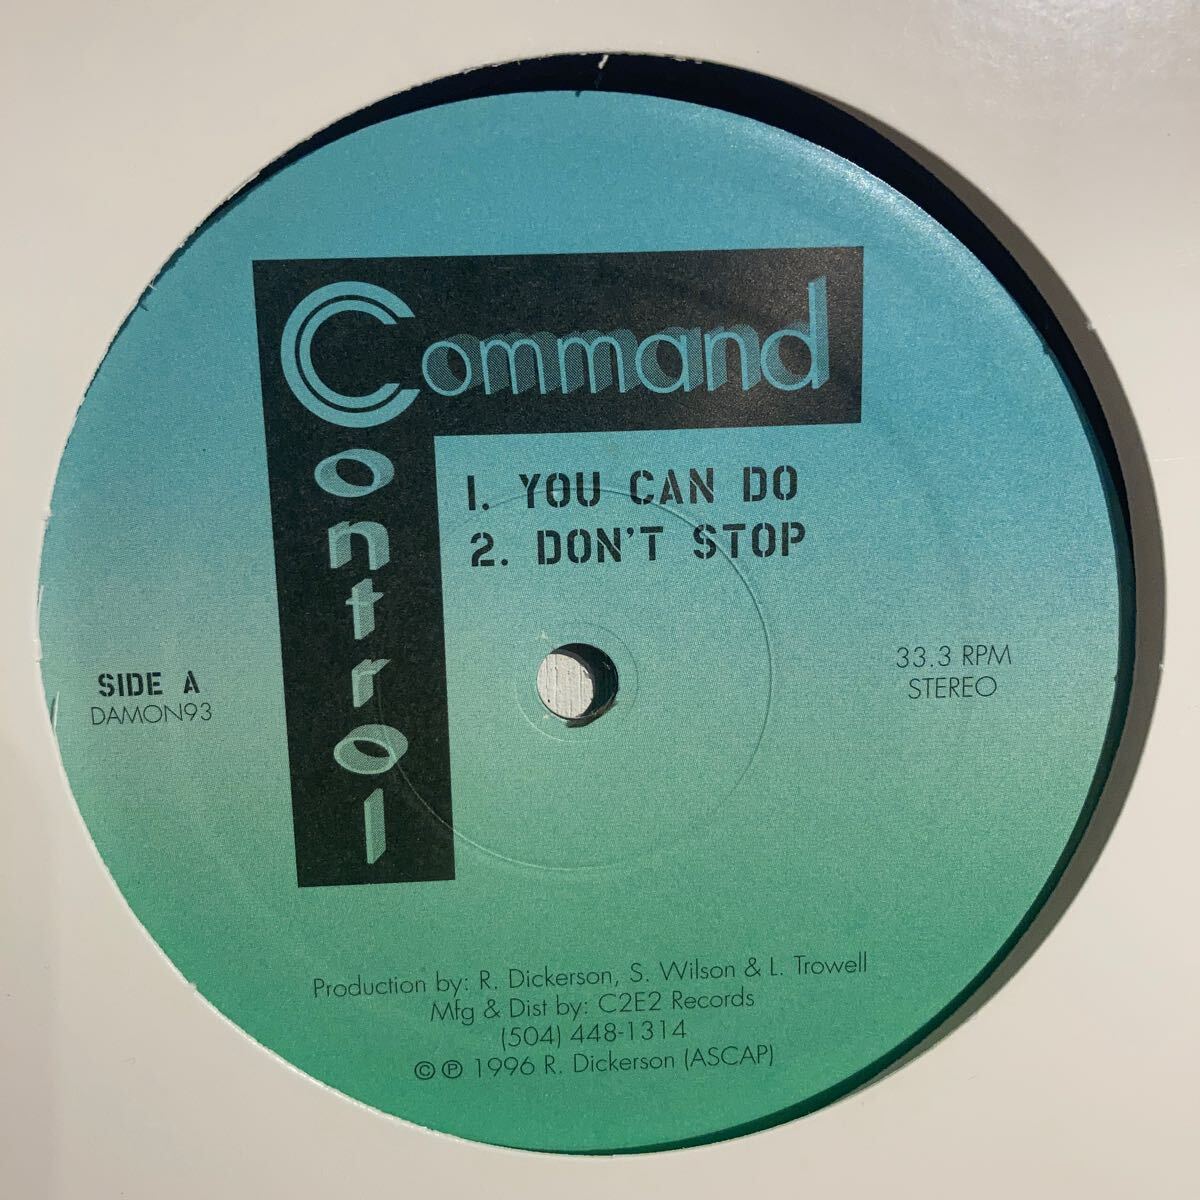 Command
Control
1. YOU CAN DO
2. DON'T STOP
SIDE A
DAMON93
33.3 RPM
STEREO
Production by: R. Dickerson, S. Wilson & L. Trowell
Mfg & Dist by: C2E2 Records
(504) 448-1314
© ℗ 1996 R. Dickerson (ASCAP)